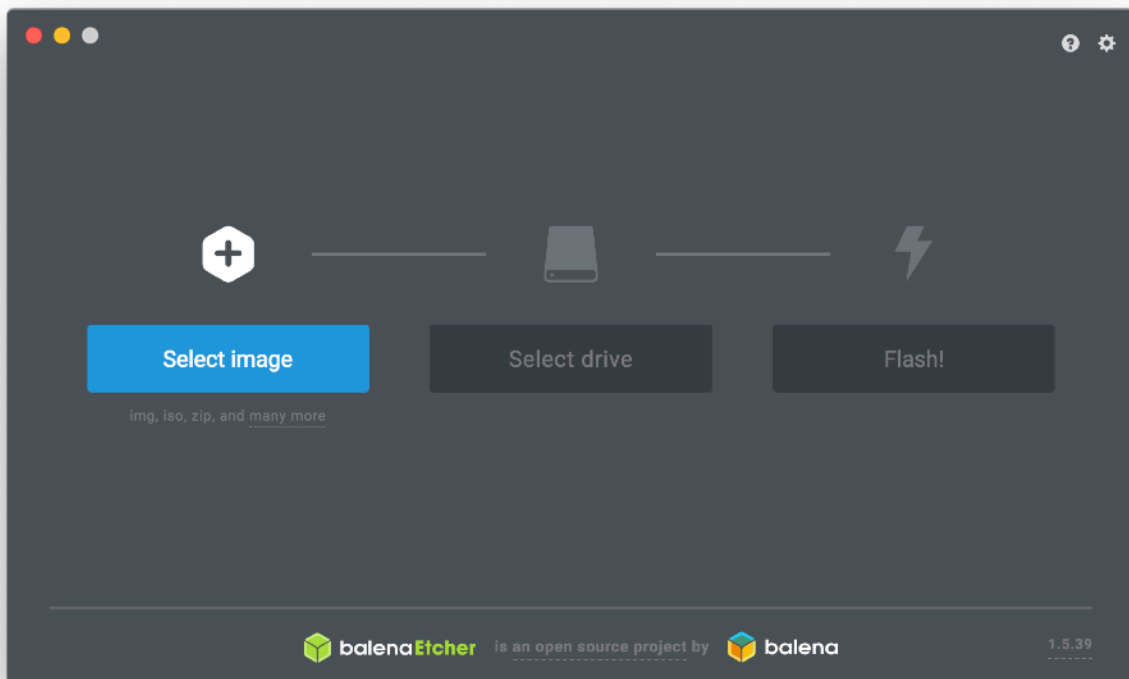 Select image
Select drive
Flash!
img, iso, zip, and many more
balenaEtcher is an open source project by balena
1.5.39